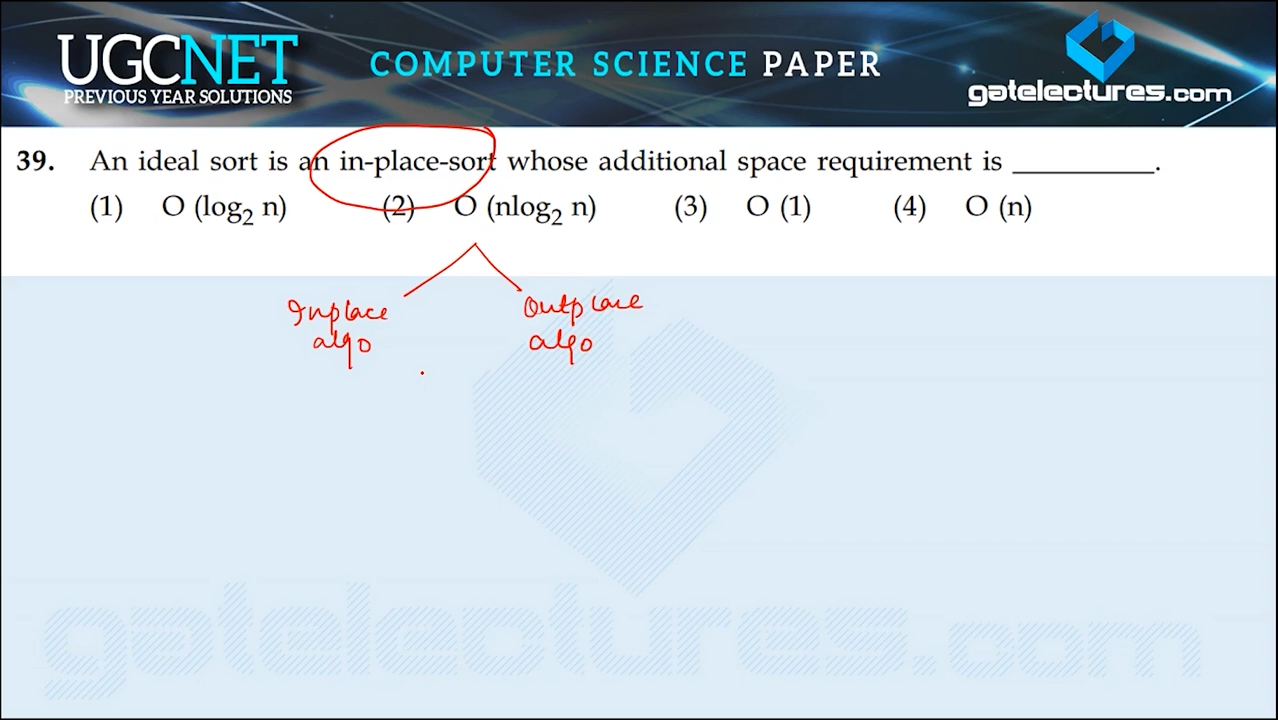 UGCNET
PREVIOUS YEAR SOLUTIONS
COMPUTER SCIENCE PAPER
gatelectures.com
39. An ideal sort is an in-place-sort whose additional space requirement is __________.
(1) O (log₂ n) (2) O (nlog₂ n) (3) O (1) (4) O (n)
Inplace Outplace
algo algo
gatelectures.com